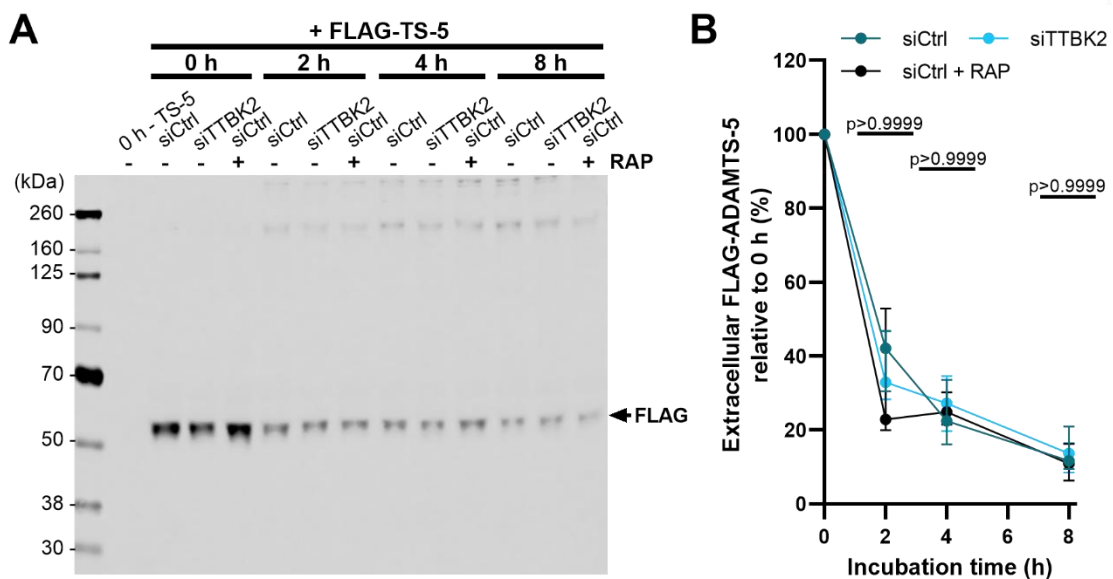 A
+ FLAG-TS-5
0 h 2 h 4 h 8 h
0 h - TS-5 siCtrl siTTBK2 siCtrl siCtrl siTTBK2 siCtrl siCtrl siTTBK2 siCtrl siCtrl siTTBK2 siCtrl
- - - + - - + - - + - - + RAP
(kDa)
260
160
125
90
70
FLAG
50
38
30
B
siCtrl siTTBK2
siCtrl + RAP
Extracellular FLAG-ADAMTS-5
relative to 0 h (%)
120
100
80
60
40
20
0
p>0.9999
p>0.9999
p>0.9999
0 2 4 6 8
Incubation time (h)